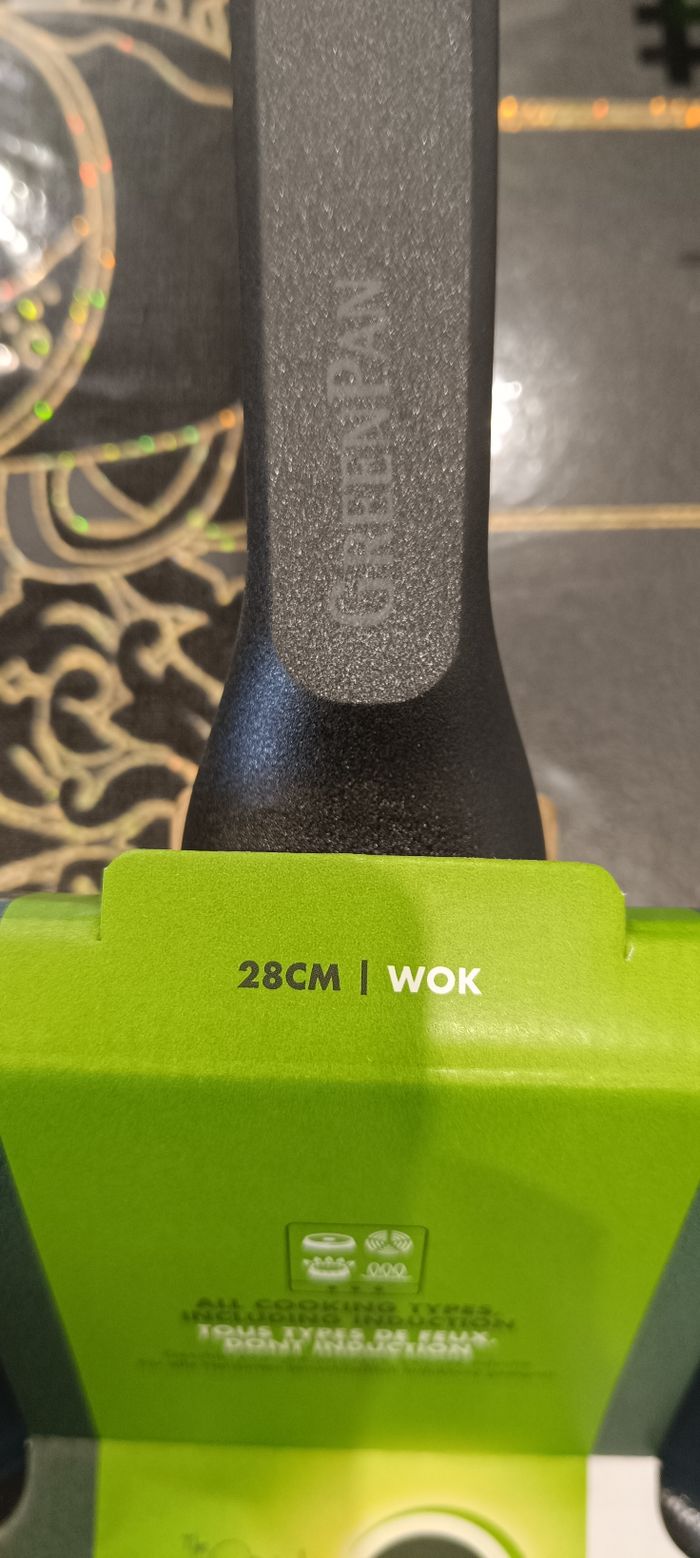 GREENPAN
28CM | WOK
ALL COOKING TYPES,
INCLUDING INDUCTION
TOUS TYPES DE FEUX,
DONT INDUCTION